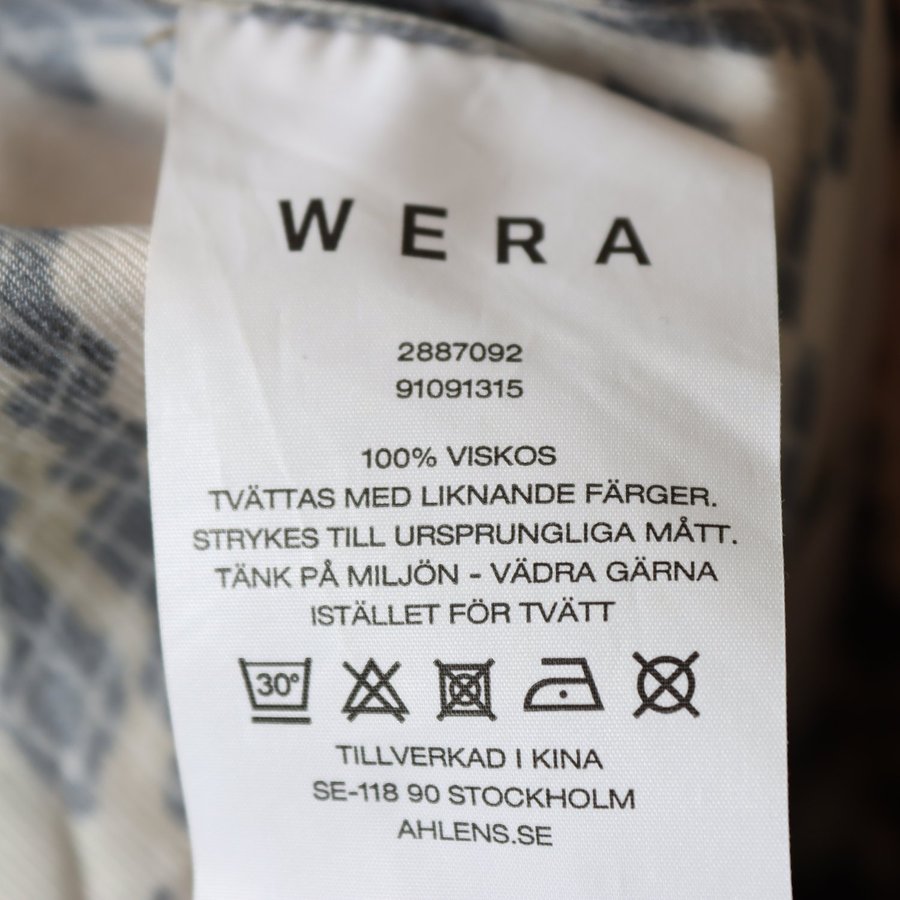 WERA
2887092
91091315
100% VISKOS
TVÄTTAS MED LIKNANDE FÄRGER.
STRYKES TILL URSPRUNGLIGA MÅTT.
TÄNK PÅ MILJÖN - VÄDRA GÄRNA
ISTÄLLET FÖR TVÄTT
30°
TILLVERKAD I KINA
SE-118 90 STOCKHOLM
AHLENS.SE